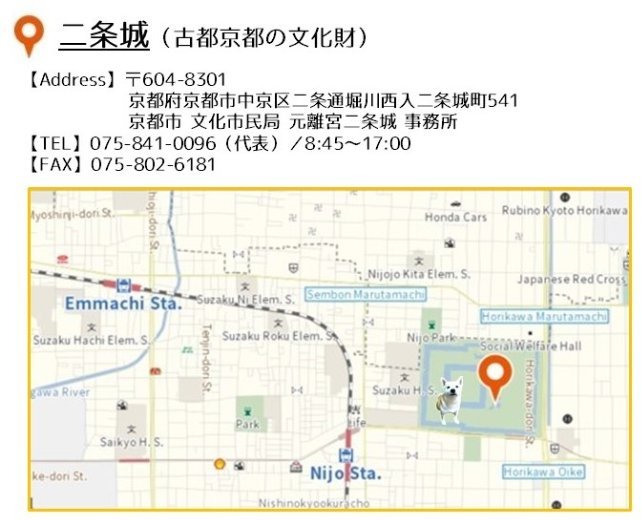 二条城（古都京都の文化財）
【Address】〒604-8301
京都府京都市中京区二条通堀川西入二条城町541
京都市 文化市民局 元離宮二条城 事務所
【TEL】075-841-0096（代表）／8:45～17:00
【FAX】075-802-6181
Myoshinji-dori St.
hioji-dori St.
Honda Cars
Rubino Kyoto Horikawa
Nijojo Kita Elem. S.
Japanese Red Cross
Emmachi Sta.
Suzaku Ni Elem. S.
Sembon Marutamachi
Horikawa Marutamachi
Suzaku Hachi Elem. S.
Tenjin-dori St.
Suzaku Roku Elem. S.
Nijo Park
Social Welfare Hall
gawa River
Suzaku H. S.
Horikawa-dori St.
Park
Life
Saikyo H. S.
ke-dori St.
Nijo Sta.
Horikawa Oike
Nishinokyookuracho